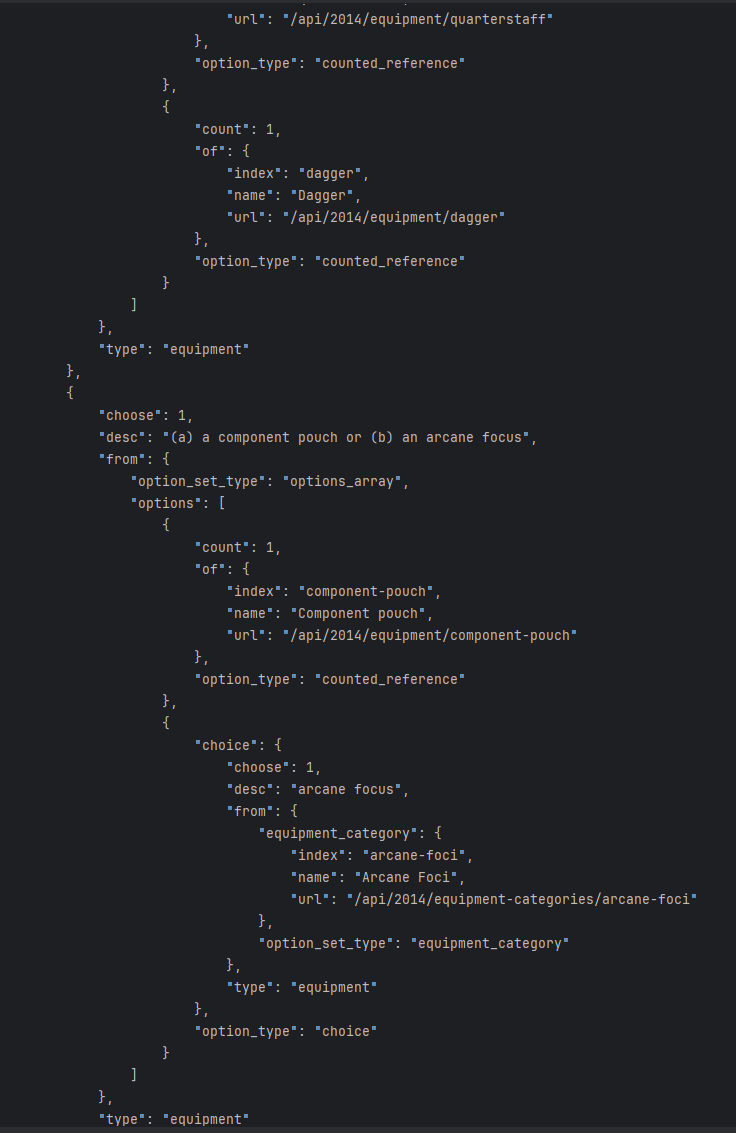 "url": "/api/2014/equipment/quarterstaff"
},
"option_type": "counted_reference"
},
{
"count": 1,
"of": {
"index": "dagger",
"name": "Dagger",
"url": "/api/2014/equipment/dagger"
},
"option_type": "counted_reference"
}
]
},
"type": "equipment"
},
{
"choose": 1,
"desc": "(a) a component pouch or (b) an arcane focus",
"from": {
"option_set_type": "options_array",
"options": [
{
"count": 1,
"of": {
"index": "component-pouch",
"name": "Component pouch",
"url": "/api/2014/equipment/component-pouch"
},
"option_type": "counted_reference"
},
{
"choice": {
"choose": 1,
"desc": "arcane focus",
"from": {
"equipment_category": {
"index": "arcane-foci",
"name": "Arcane Foci",
"url": "/api/2014/equipment-categories/arcane-foci"
},
"option_set_type": "equipment_category"
},
"type": "equipment"
},
"option_type": "choice"
}
]
},
"type": "equipment"